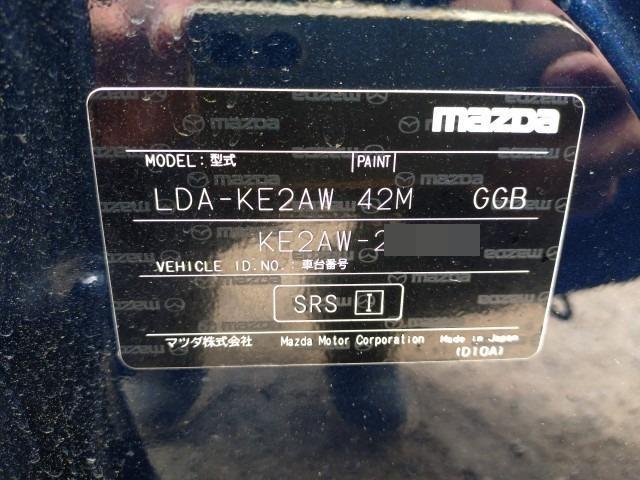 mazda
MODEL: 型式 PAINT
LDA-KE2AW 42M GGB
KE2AW-2
VEHICLE ID.NO.: 車台番号
SRS I
マツダ株式会社 Mazda Motor Corporation Made in Japan
(D10A)